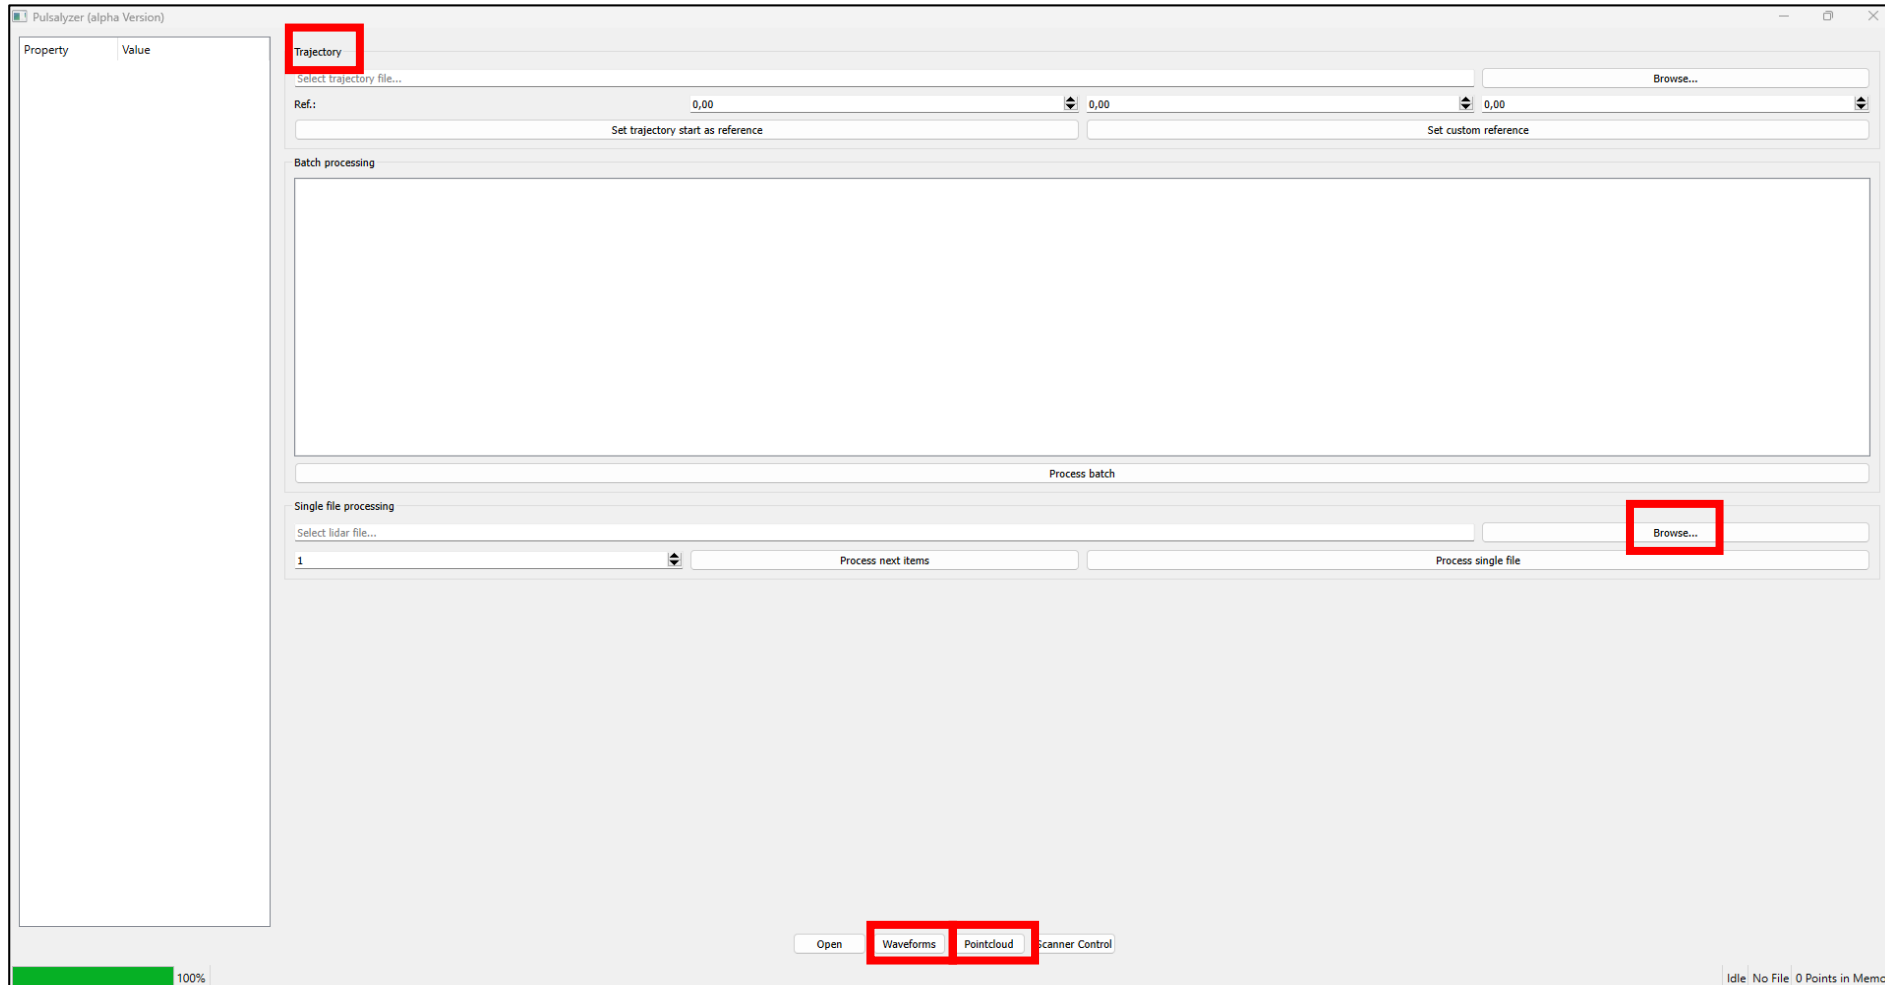 Pulsalyzer (alpha Version)
Property Value
Trajectory
Select trajectory file...
Browse...
Ref.: 0,00 0,00 0,00
Set trajectory start as reference Set custom reference
Batch processing
Process batch
Single file processing
Select lidar file...
Browse...
1 Process next items Process single file
Open Waveforms Pointcloud Scanner Control
100% Idle No File 0 Points in Memo